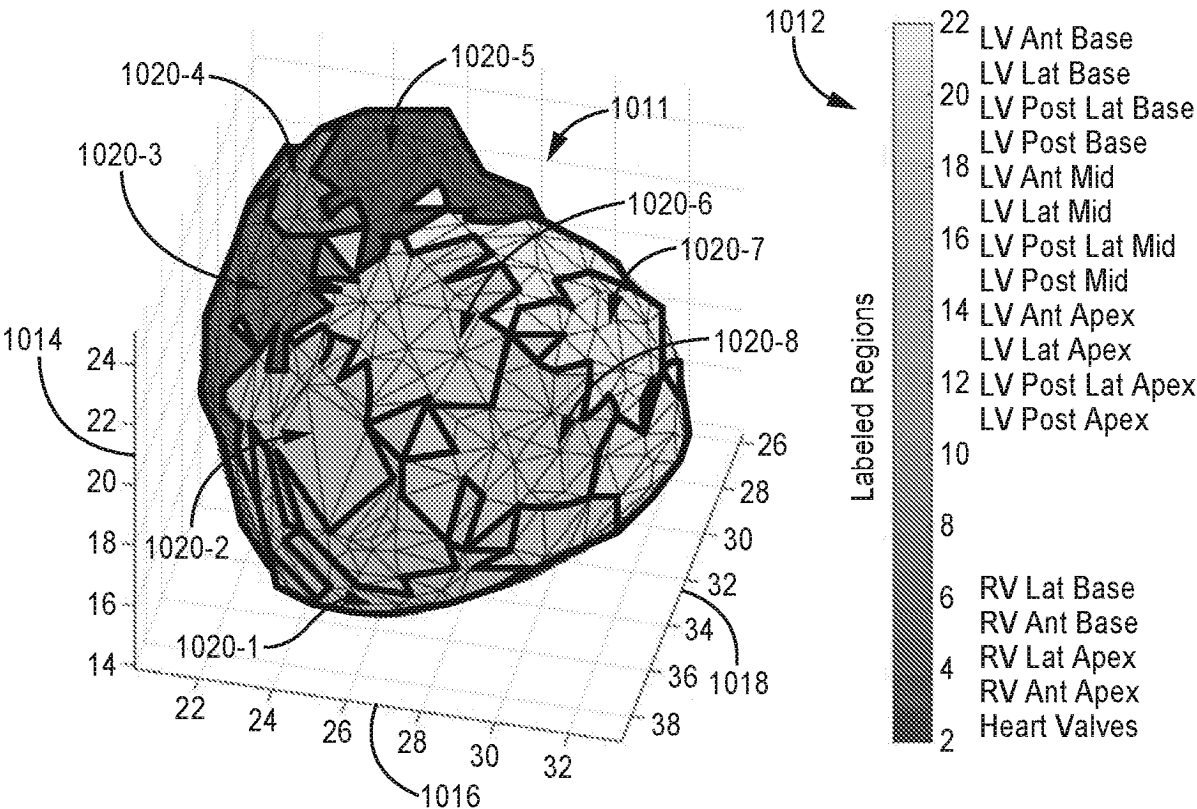 1012
22 LV Ant Base
LV Lat Base
20
LV Post Lat Base
LV Post Base
18
LV Ant Mid
LV Lat Mid
16
LV Post Lat Mid
LV Post Mid
14
LV Ant Apex
LV Lat Apex
12
LV Post Lat Apex
LV Post Apex
10
8
6
RV Lat Base
RV Ant Base
4
RV Lat Apex
RV Ant Apex
2
Heart Valves
Labeled Regions
1020-5
1020-4
1011
1020-3
1020-6
1020-7
1014
1020-8
24
22
20
18
16
14
1020-2
1020-1
26
28
30
32
34
36
38
1018
22
24
26
28
30
32
1016